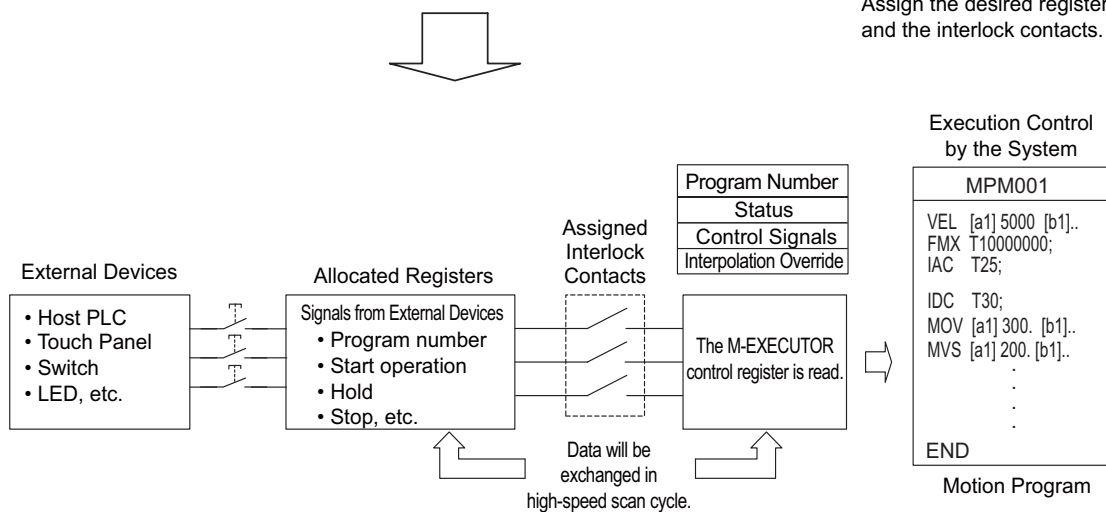 Assign the desired register
and the interlock contacts.
Execution Control
by the System
Program Number
Status
Control Signals
Interpolation Override
MPM001
VEL [a1] 5000 [b1]..
FMX T10000000;
IAC T25;
IDC T30;
MOV [a1] 300. [b1]..
MVS [a1] 200. [b1]..
.
.
.
.
END
Motion Program
Assigned
Interlock
Contacts
External Devices
• Host PLC
• Touch Panel
• Switch
• LED, etc.
Allocated Registers
Signals from External Devices
• Program number
• Start operation
• Hold
• Stop, etc.
The M-EXECUTOR
control register is read.
Data will be
exchanged in
high-speed scan cycle.